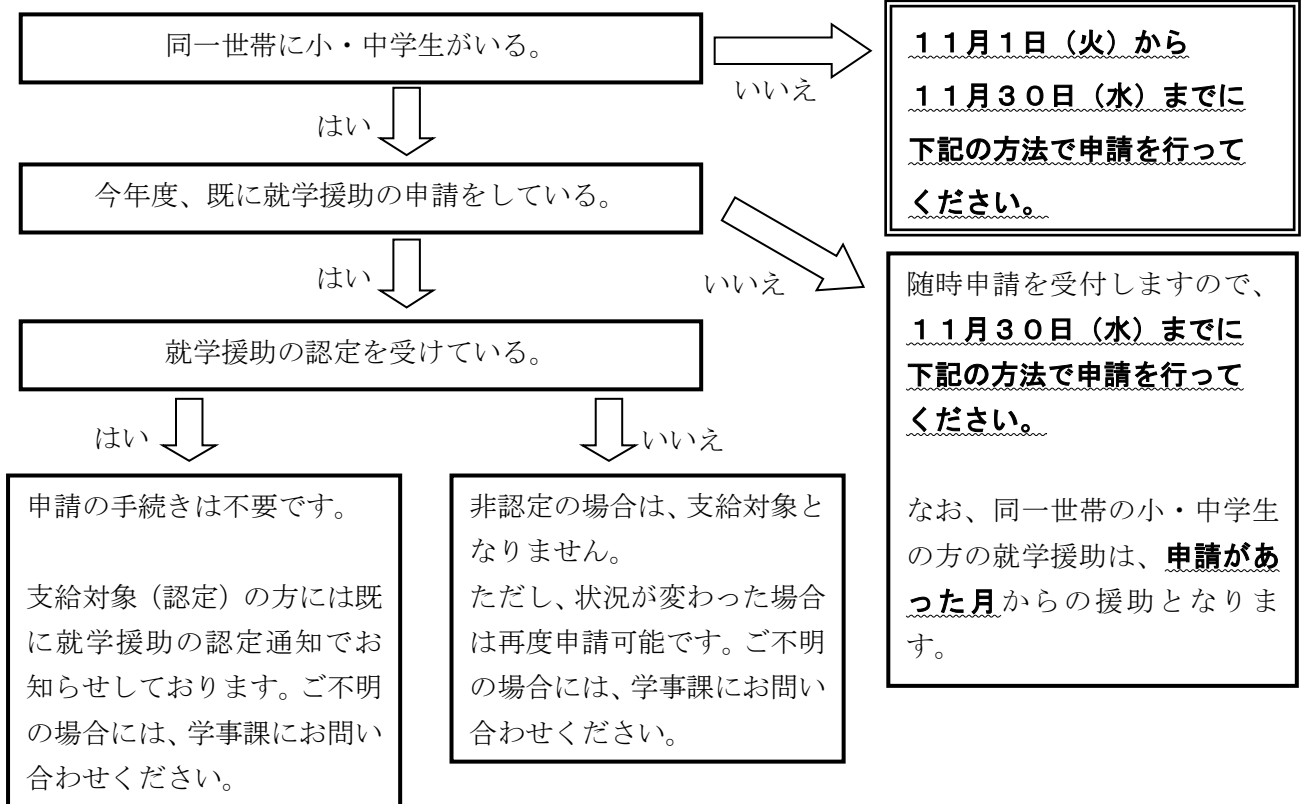 同一世帯に小・中学生がいる。
いいえ
１１月１日（火）から
１１月３０日（水）までに
下記の方法で申請を行って
ください。
はい
今年度、既に就学援助の申請をしている。
はい
いいえ
随時申請を受付しますので、
１１月３０日（水）までに
下記の方法で申請を行って
ください。
なお、同一世帯の小・中学生
の方の就学援助は、申請があ
った月からの援助となりま
す。
就学援助の認定を受けている。
はい
いいえ
申請の手続きは不要です。
支給対象（認定）の方には既
に就学援助の認定通知でお
知らせしております。ご不明
の場合には、学事課にお問い
合わせください。
非認定の場合は、支給対象と
なりません。
ただし、状況が変わった場合
は再度申請可能です。ご不明
の場合には、学事課にお問い
合わせください。